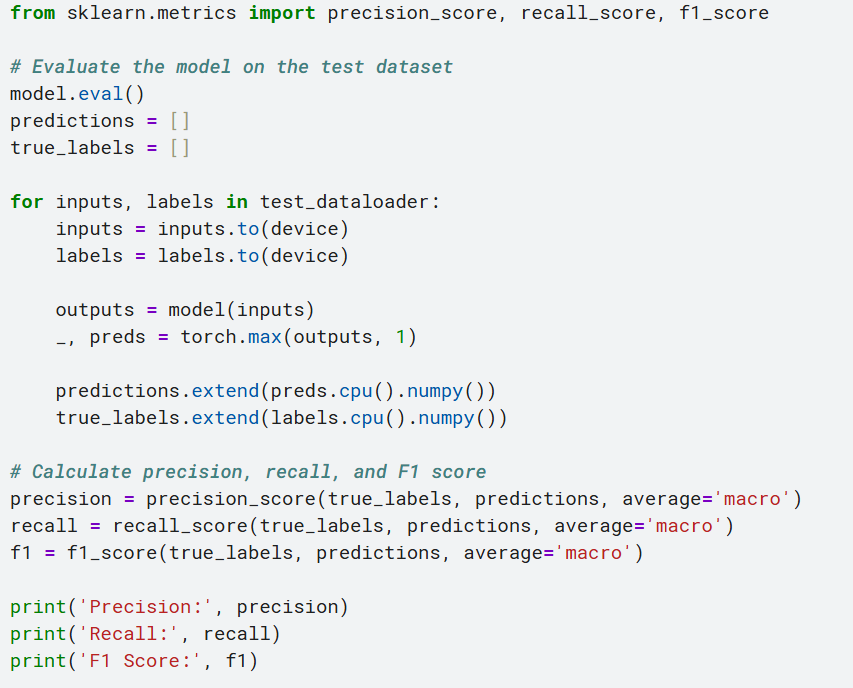 from sklearn.metrics import precision_score, recall_score, f1_score

# Evaluate the model on the test dataset
model.eval()
predictions = []
true_labels = []

for inputs, labels in test_dataloader:
    inputs = inputs.to(device)
    labels = labels.to(device)

    outputs = model(inputs)
    _, preds = torch.max(outputs, 1)

    predictions.extend(preds.cpu().numpy())
    true_labels.extend(labels.cpu().numpy())

# Calculate precision, recall, and F1 score
precision = precision_score(true_labels, predictions, average='macro')
recall = recall_score(true_labels, predictions, average='macro')
f1 = f1_score(true_labels, predictions, average='macro')

print('Precision:', precision)
print('Recall:', recall)
print('F1 Score:', f1)